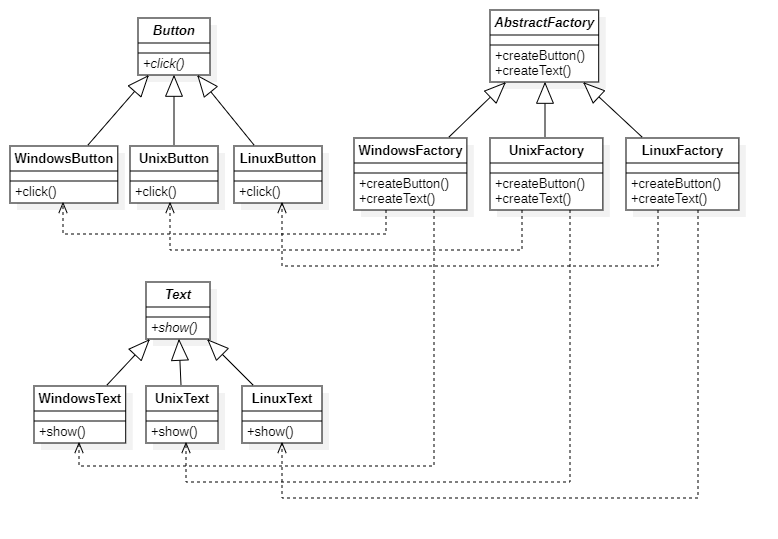 Button
+click()
AbstractFactory
+createButton()
+createText()
WindowsButton
+click()
UnixButton
+click()
LinuxButton
+click()
WindowsFactory
+createButton()
+createText()
UnixFactory
+createButton()
+createText()
LinuxFactory
+createButton()
+createText()
Text
+show()
WindowsText
+show()
UnixText
+show()
LinuxText
+show()